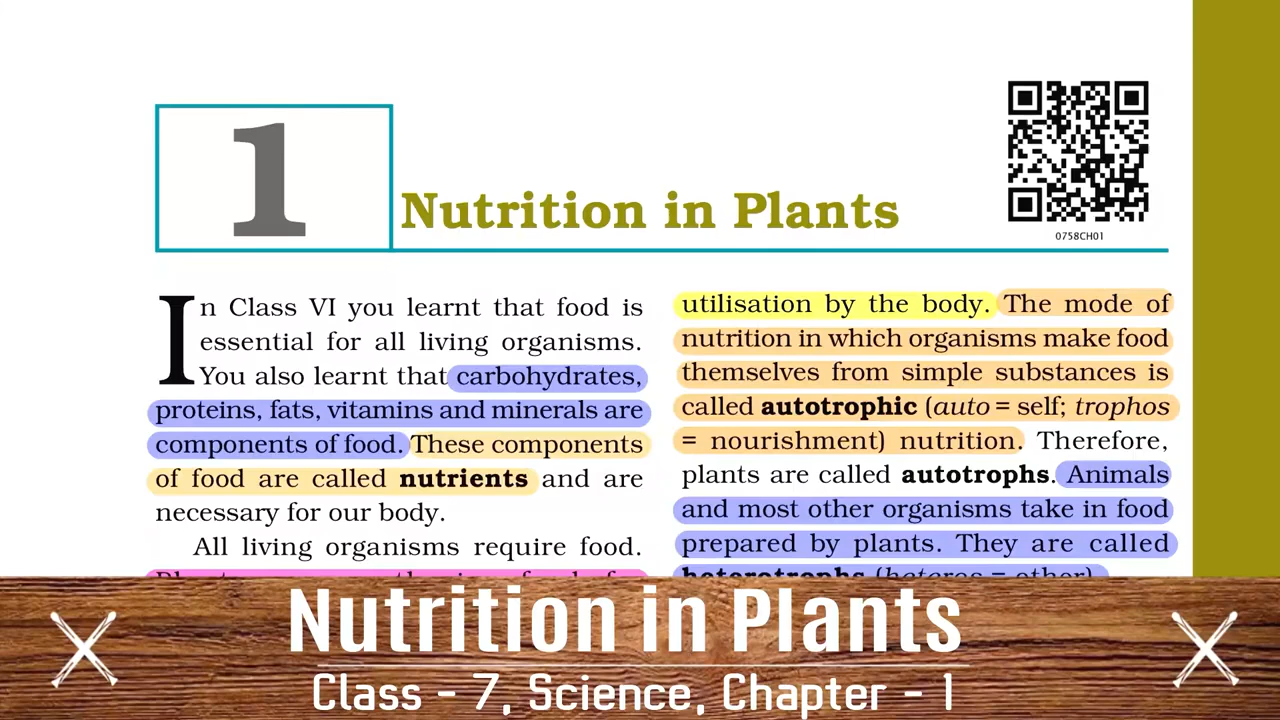 1
Nutrition in Plants
0758CH01
In Class VI you learnt that food is
essential for all living organisms.
You also learnt that carbohydrates,
proteins, fats, vitamins and minerals are
components of food. These components
of food are called nutrients and are
necessary for our body.
All living organisms require food.
utilisation by the body. The mode of
nutrition in which organisms make food
themselves from simple substances is
called autotrophic (auto = self; trophos
= nourishment) nutrition. Therefore,
plants are called autotrophs. Animals
and most other organisms take in food
prepared by plants. They are called
heterotrophs (heteros = other).
Nutrition in Plants
Class - 7, Science, Chapter - 1